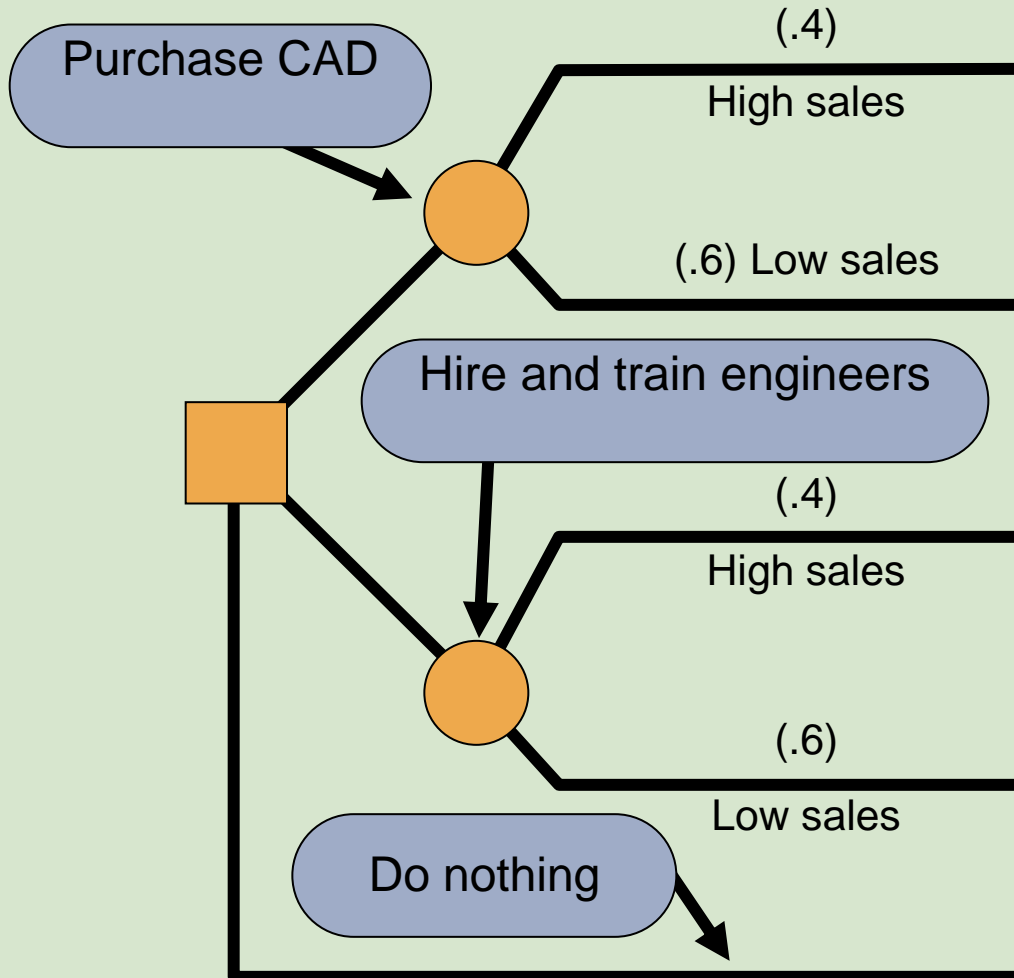 (.4)
Purchase CAD
High sales
(.6) Low sales
Hire and train engineers
(.4)
High sales
(.6)
Low sales
Do nothing